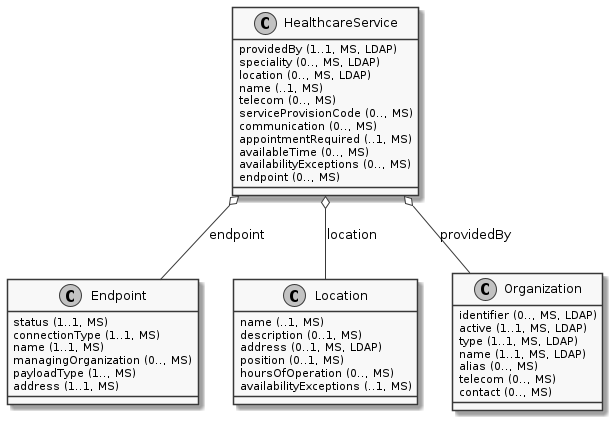 C HealthcareService
providedBy (1..1, MS, LDAP)
speciality (0.., MS, LDAP)
location (0.., MS, LDAP)
name (..1, MS)
telecom (0.., MS)
serviceProvisionCode (0.., MS)
communication (0.., MS)
appointmentRequired (..1, MS)
availableTime (0.., MS)
availabilityExceptions (0.., MS)
endpoint (0.., MS)
endpoint
location
providedBy
C Endpoint
status (1..1, MS)
connectionType (1..1, MS)
name (1..1, MS)
managingOrganization (0.., MS)
payloadType (1.., MS)
address (1..1, MS)
C Location
name (..1, MS)
description (0..1, MS)
address (0..1, MS, LDAP)
position (0..1, MS)
hoursOfOperation (0.., MS)
availabilityExceptions (..1, MS)
C Organization
identifier (0.., MS, LDAP)
active (1..1, MS, LDAP)
type (1..1, MS, LDAP)
name (1..1, MS, LDAP)
alias (0.., MS)
telecom (0.., MS)
contact (0.., MS)